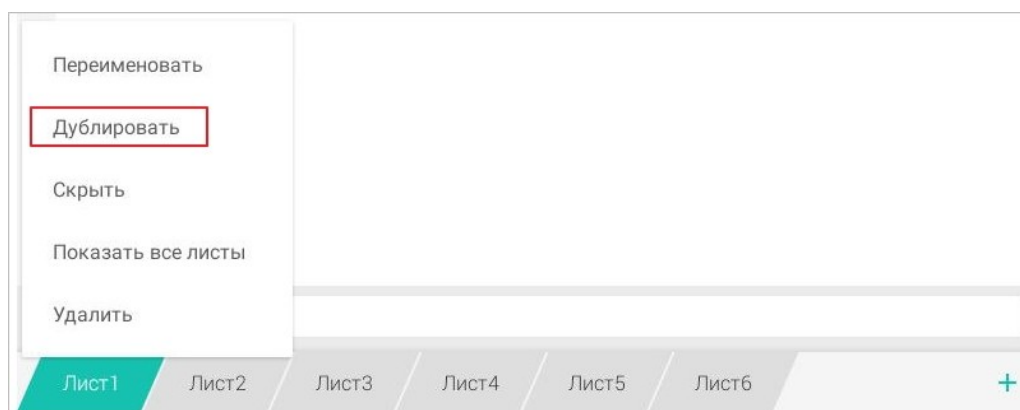 Переименовать
Дублировать
Скрыть
Показать все листы
Удалить
Лист1 Лист2 Лист3 Лист4 Лист5 Лист6 +